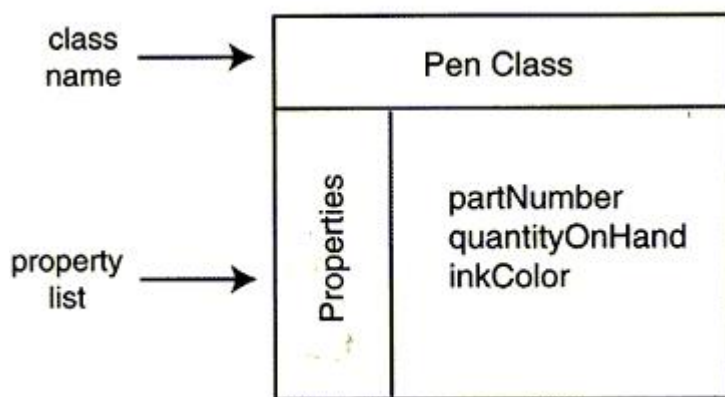 class
name
Pen Class
property
list
Properties
partNumber
quantityOnHand
inkColor